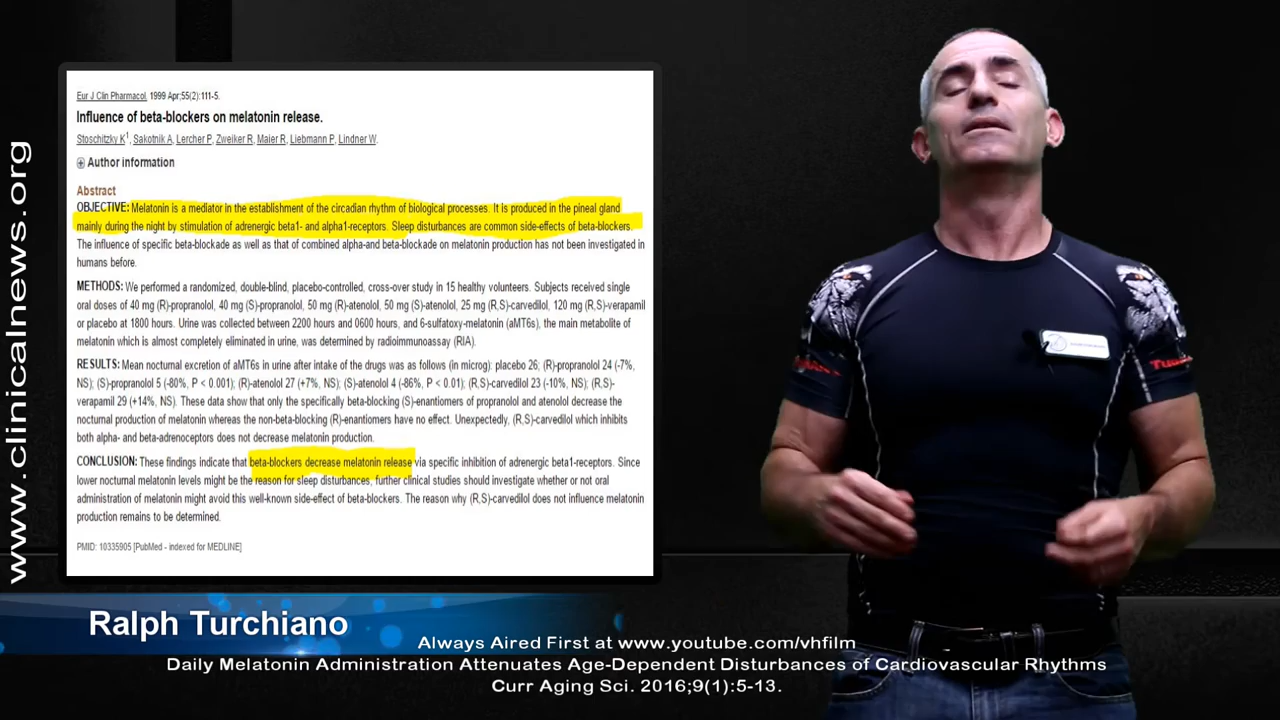 www.clinicalnews.org
Eur J Clin Pharmacol. 1999 Apr;55(2):111-5.
Influence of beta-blockers on melatonin release.
Stoschitzky K1, Sakotnik A, Lercher P, Zweiker R, Maier R, Liebmann P, Lindner W.
Author information
Abstract
OBJECTIVE: Melatonin is a mediator in the establishment of the circadian rhythm of biological processes. It is produced in the pineal gland
mainly during the night by stimulation of adrenergic beta1- and alpha1-receptors. Sleep disturbances are common side-effects of beta-blockers.
The influence of specific beta-blockade as well as that of combined alpha-and beta-blockade on melatonin production has not been investigated in
humans before.
METHODS: We performed a randomized, double-blind, placebo-controlled, cross-over study in 15 healthy volunteers. Subjects received single
oral doses of 40 mg (R)-propranolol, 40 mg (S)-propranolol, 50 mg (R)-atenolol, 50 mg (S)-atenolol, 25 mg (R,S)-carvedilol, 120 mg (R,S)-verapamil
or placebo at 1800 hours. Urine was collected between 2200 hours and 0600 hours, and 6-sulfatoxy-melatonin (aMT6s), the main metabolite of
melatonin which is almost completely eliminated in urine, was determined by radioimmunoassay (RIA).
RESULTS: Mean nocturnal excretion of aMT6s in urine after intake of the drugs was as follows (in microg): placebo 26; (R)-propranolol 24 (-7%,
NS); (S)-propranolol 5 (-80%, P < 0.001); (R)-atenolol 27 (+7%, NS); (S)-atenolol 4 (-86%, P < 0.01); (R,S)-carvedilol 23 (-10%, NS); (R,S)-
verapamil 29 (+14%, NS). These data show that only the specifically beta-blocking (S)-enantiomers of propranolol and atenolol decrease the
nocturnal production of melatonin whereas the non-beta-blocking (R)-enantiomers have no effect. Unexpectedly, (R,S)-carvedilol which inhibits
both alpha- and beta-adrenoceptors does not decrease melatonin production.
CONCLUSION: These findings indicate that beta-blockers decrease melatonin release via specific inhibition of adrenergic beta1-receptors. Since
lower nocturnal melatonin levels might be the reason for sleep disturbances, further clinical studies should investigate whether or not oral
administration of melatonin might avoid this well-known side-effect of beta-blockers. The reason why (R,S)-carvedilol does not influence melatonin
production remains to be determined.
PMID: 10335905 [PubMed - indexed for MEDLINE]
Ralph Turchiano
Always Aired First at www.youtube.com/vhfilm
Daily Melatonin Administration Attenuates Age-Dependent Disturbances of Cardiovascular Rhythms
Curr Aging Sci. 2016;9(1):5-13.